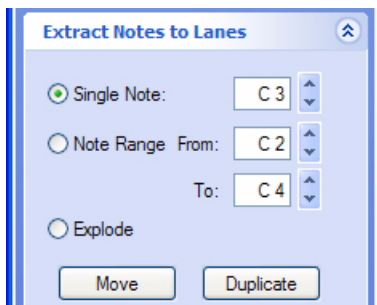 Extract Notes to Lanes
Single Note: C 3
Note Range From: C 2
To: C 4
Explode
Move Duplicate